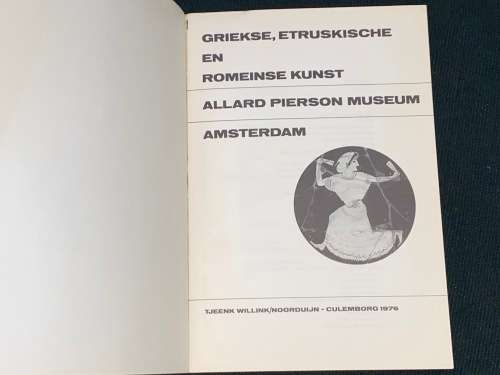 GRIEKSE, ETRUSKISCHE
EN
ROMEINSE KUNST
ALLARD PIERSON MUSEUM
AMSTERDAM
TJEENK WILLINK/NOORDUIJN - CULEMBORG 1976